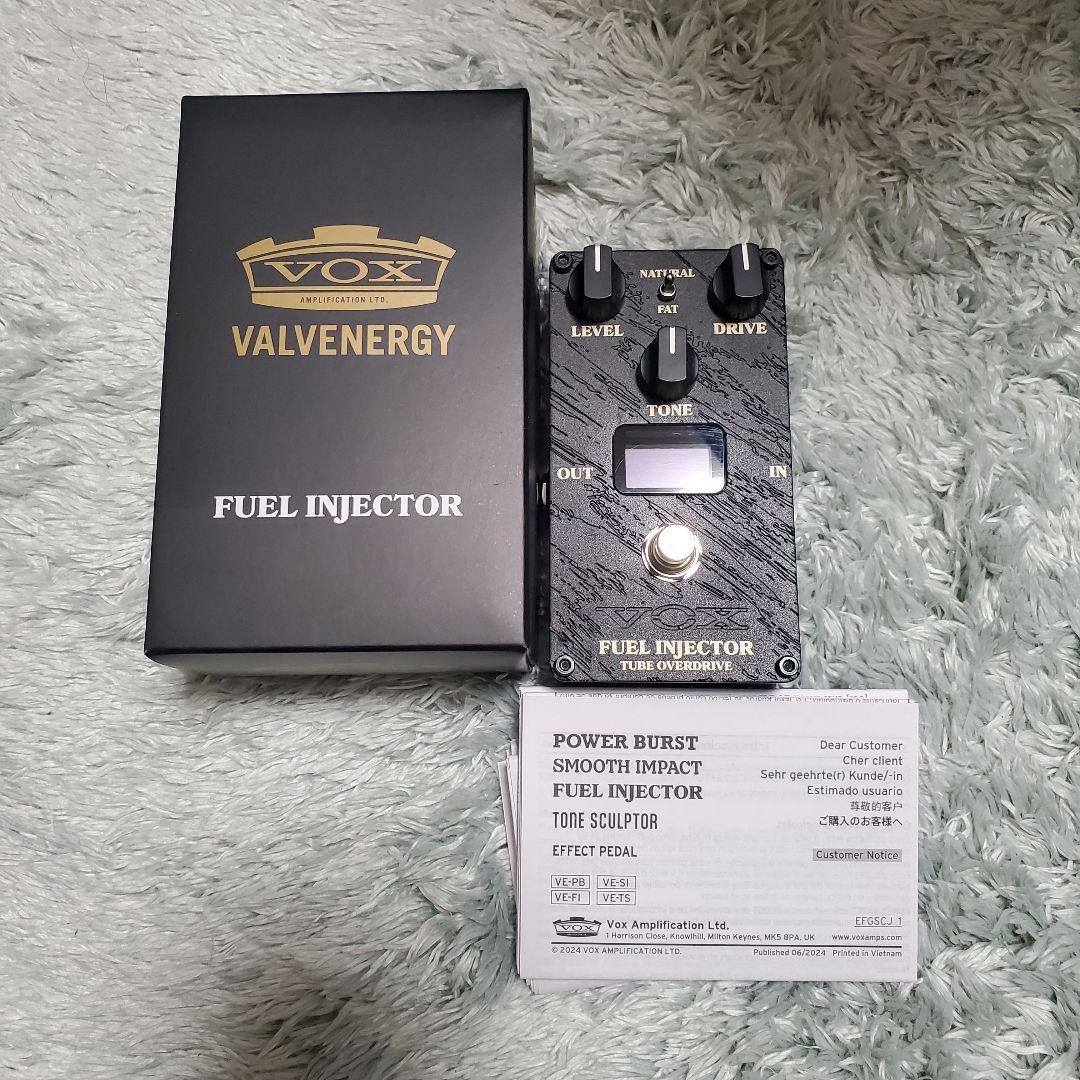 VOX
AMPLIFICATION LTD.
VALVENERGY
FUEL INJECTOR
NATURAL
FAT
LEVEL
DRIVE
TONE
OUT
IN
VOX
FUEL INJECTOR
TUBE OVERDRIVE
POWER BURST
SMOOTH IMPACT
FUEL INJECTOR
TONE SCULPTOR
EFFECT PEDAL
VE-PB VE-SI
VE-FI VE-TS
Dear Customer
Cher client
Sehr geehrte(r) Kunde/-in
Estimado usuario
尊敬的客户
ご購入のお客様へ
Customer Notice
EFGSCJ 1
VOX
Vox Amplification Ltd.
1 Harrison Close, Knowlhill, Milton Keynes, MK5 8PA. UK
www.voxamps.com
© 2024 VOX AMPLIFICATION LTD.
Published 06/2024 Printed in Vietnam